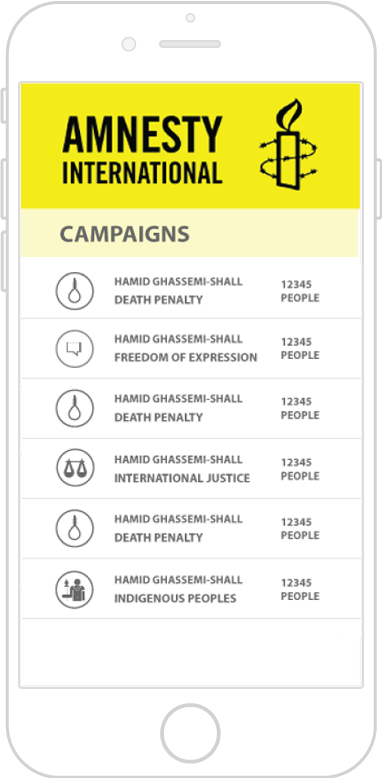 AMNESTY
INTERNATIONAL
CAMPAIGNS
HAMID GHASSEMI-SHALL
DEATH PENALTY
12345
PEOPLE
HAMID GHASSEMI-SHALL
FREEDOM OF EXPRESSION
12345
PEOPLE
HAMID GHASSEMI-SHALL
DEATH PENALTY
12345
PEOPLE
HAMID GHASSEMI-SHALL
INTERNATIONAL JUSTICE
12345
PEOPLE
HAMID GHASSEMI-SHALL
DEATH PENALTY
12345
PEOPLE
HAMID GHASSEMI-SHALL
INDIGENOUS PEOPLES
12345
PEOPLE